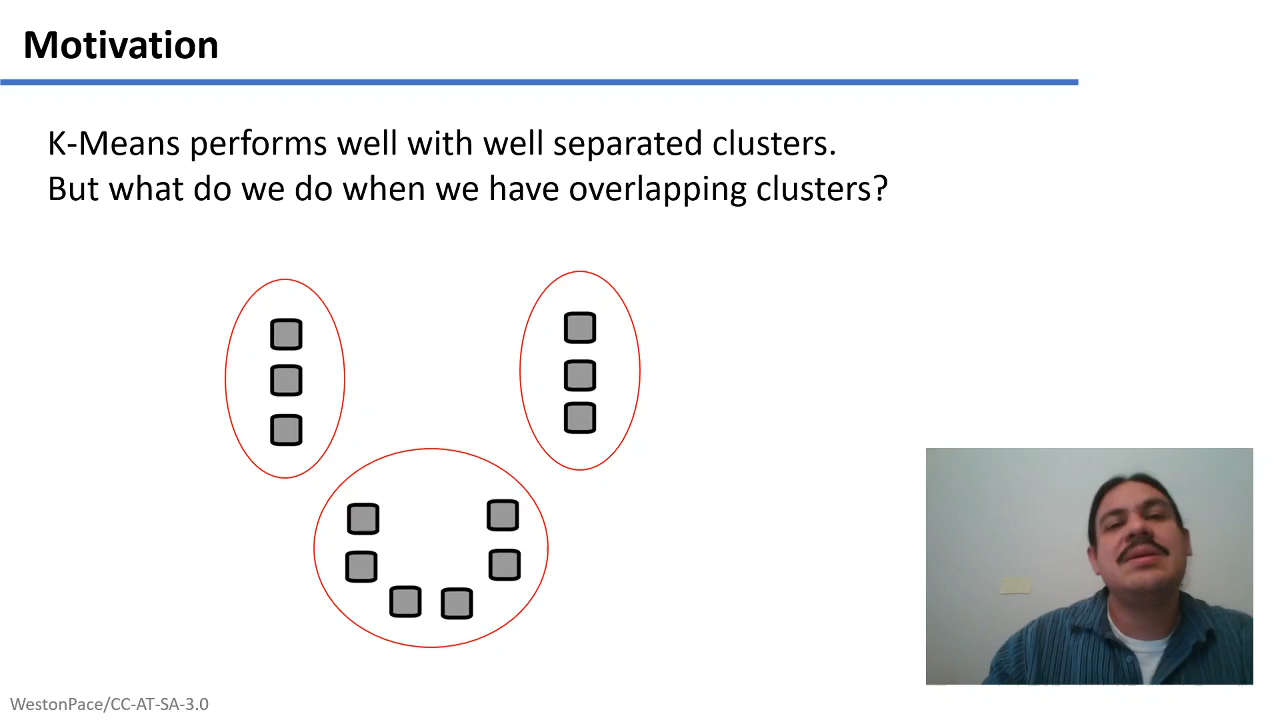 Motivation
K-Means performs well with well separated clusters.
But what do we do when we have overlapping clusters?
WestonPace/CC-AT-SA-3.0